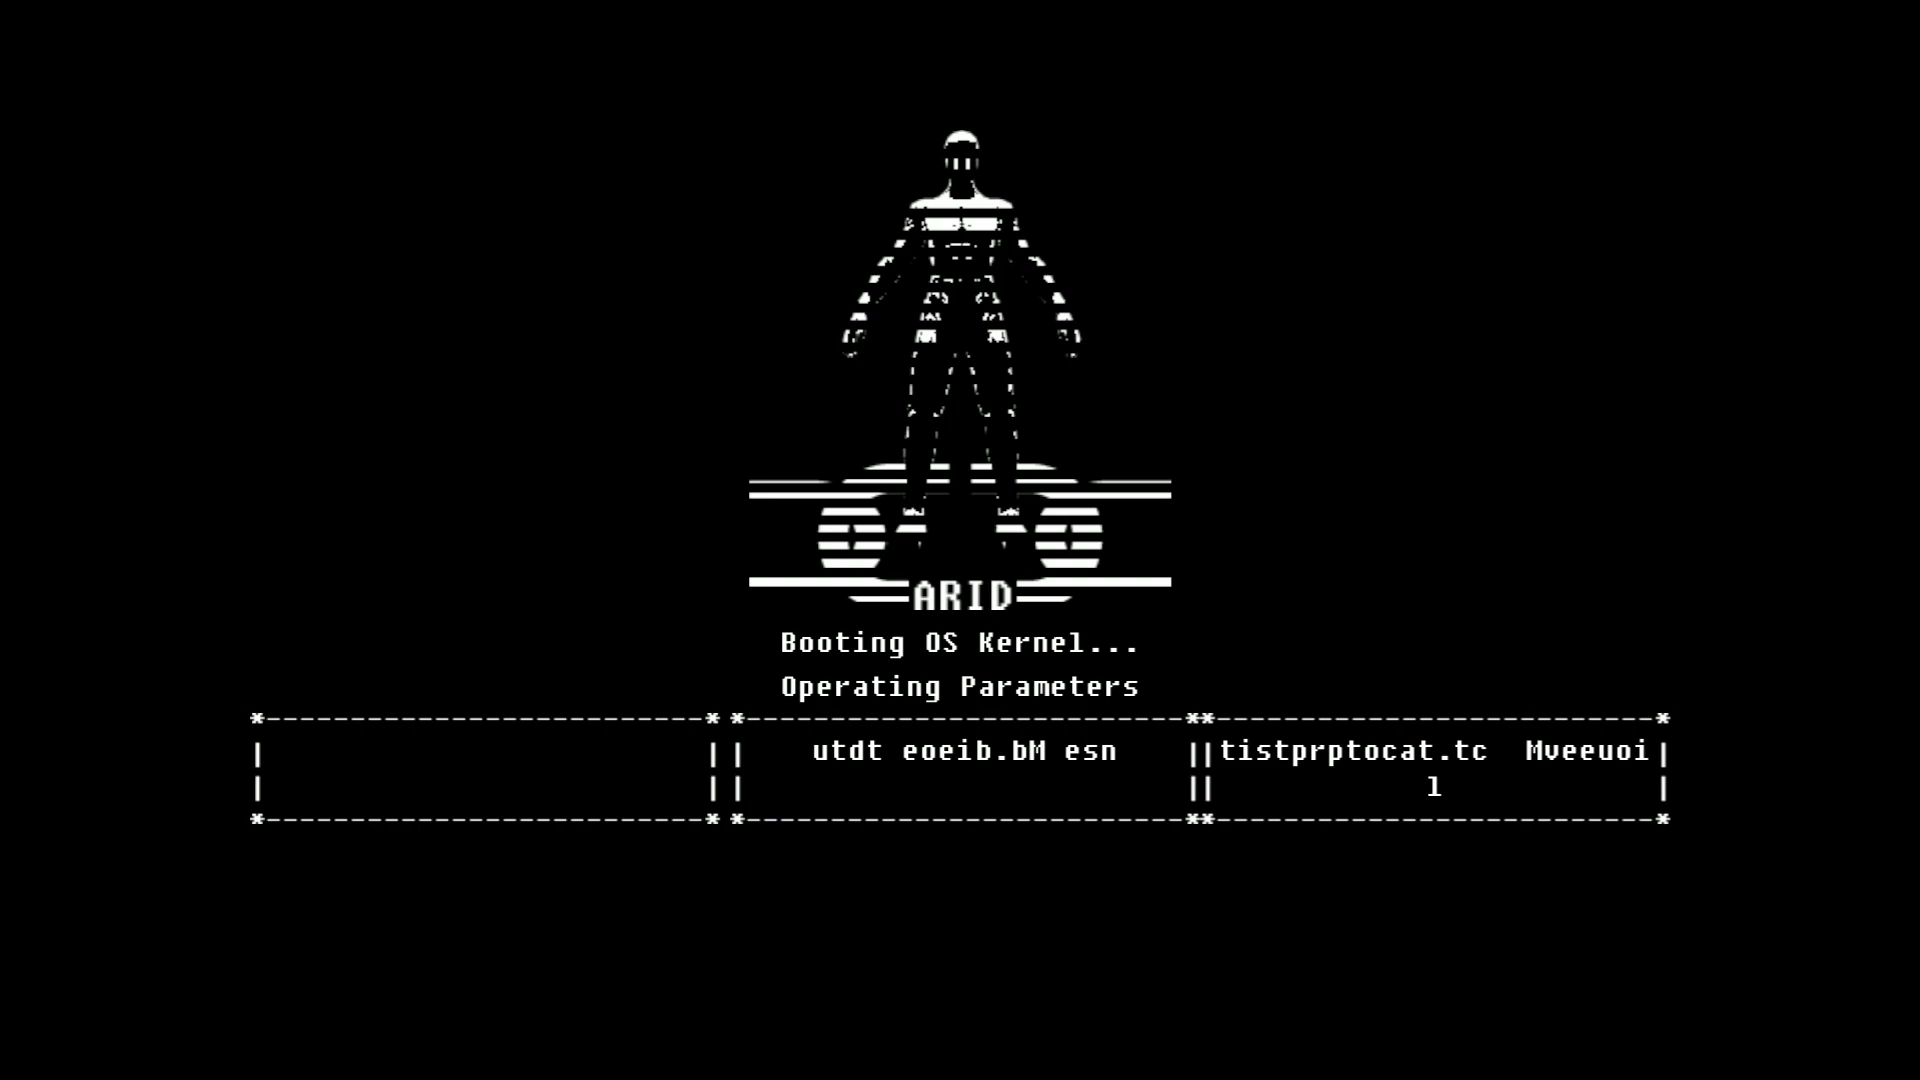 ARID
Booting OS Kernel...
Operating Parameters
utdt eoeib.bM esn
tistprptocat.tc  Mveeuoi
l